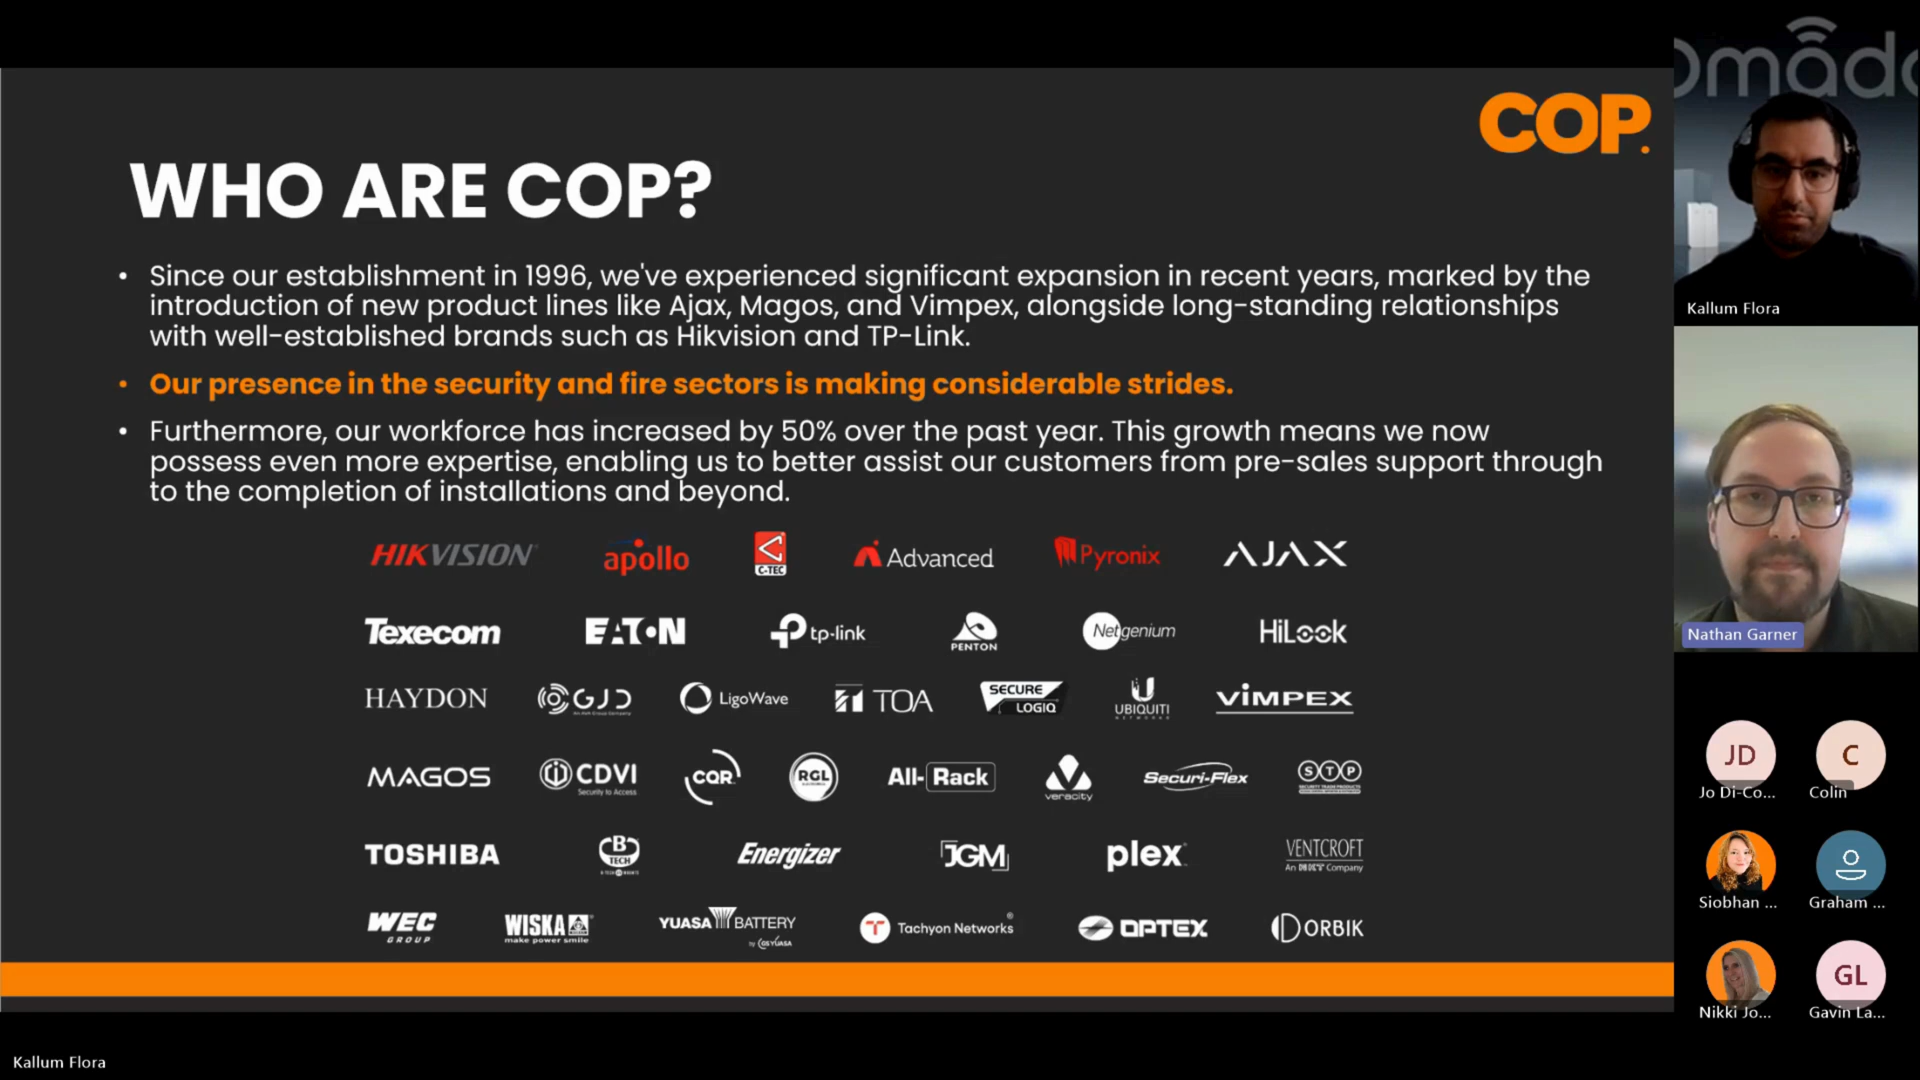 COP.
WHO ARE COP?
• Since our establishment in 1996, we've experienced significant expansion in recent years, marked by the
introduction of new product lines like Ajax, Magos, and Vimpex, alongside long-standing relationships
with well-established brands such as Hikvision and TP-Link.
• Our presence in the security and fire sectors is making considerable strides.
• Furthermore, our workforce has increased by 50% over the past year. This growth means we now
possess even more expertise, enabling us to better assist our customers from pre-sales support through
to the completion of installations and beyond.
HIKVISION apollo C-TEC Advanced Pyronix AJAX
Texecom EATON tp-link PENTON Netgenium HiLook
HAYDON GJD LigoWave TOA SECURE LOGIQ UBIQUITI NETWORKS VIMPEX
MAGOS CDVI Security to Access CQR RGL All-Rack veracity Securi-Flex STP
TOSHIBA B TECH Energizer JGM plex VENTCROFT An Company
WEC GROUP WISKA make power smile YUASA BATTERY by GS YUASA Tachyon Networks ® OPTEX ORBIK
omada
Kallum Flora
Nathan Garner
JD C
Jo Di-Co... Colin
Siobhan ... Graham ...
GL
Nikki Jo... Gavin La...
Kallum Flora